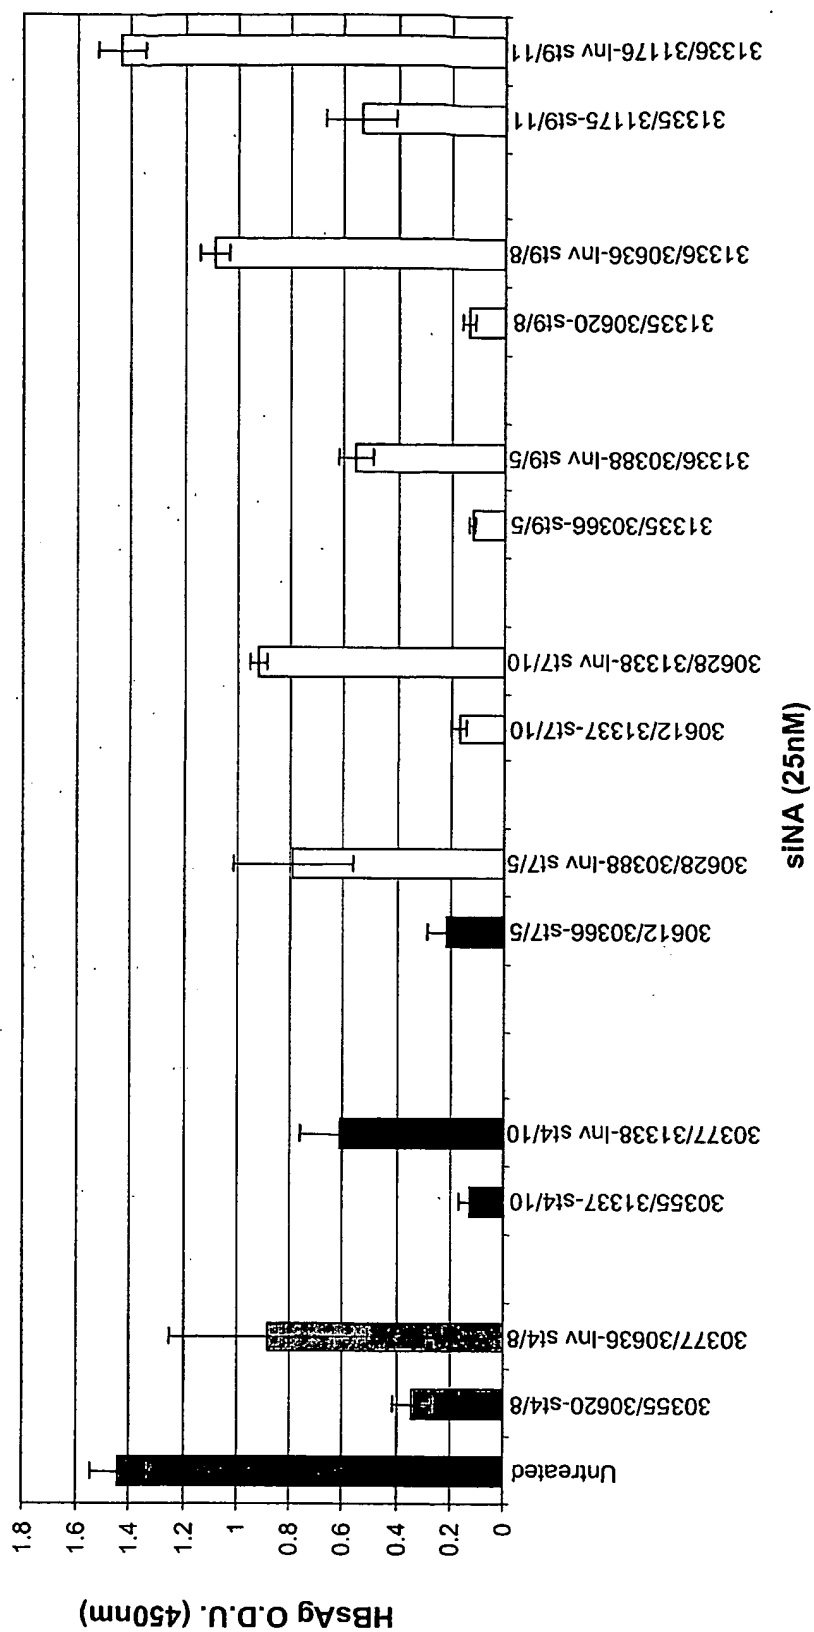 HBsAg O.D.U. (450nm)
1.8
1.6
1.4
1.2
1
0.8
0.6
0.4
0.2
0
Untreated
30355/30620-st4/8
30377/30636-Inv st4/8
30355/31337-st4/10
30377/31338-Inv st4/10
30612/30366-st7/5
30628/30388-Inv st7/5
30612/31337-st7/10
30628/31338-Inv st7/10
31335/30366-st9/5
31336/30388-Inv st9/5
31335/30620-st9/8
31336/30636-Inv st9/8
31335/31175-st9/11
31336/31176-Inv st9/11
siNA (25nM)